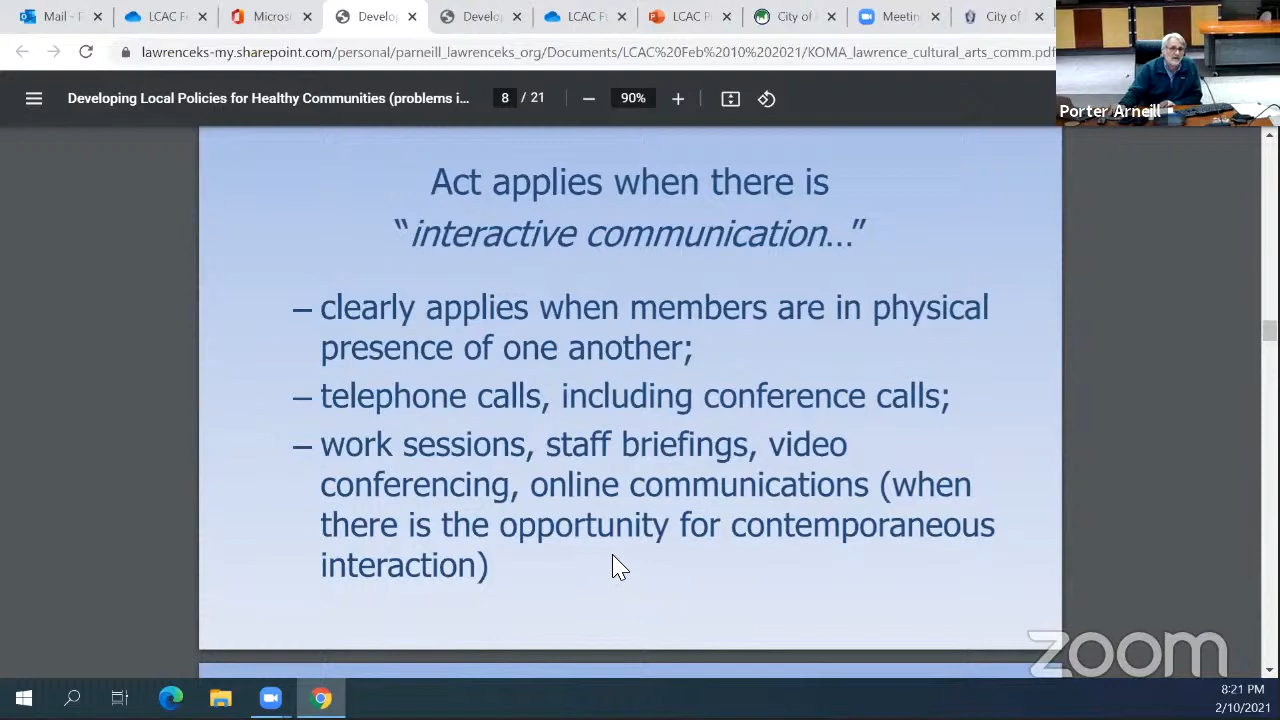 Mail - F
LCAC Fe
Micros
Develo
Develo
LCAC F
LCAC P
City of
Meetin
City of
lawrenceks-my.sharepoint.com/personal/parneill_lawrenceks_org/Documents/LCAC%20Feb%2010%202021/KOMA_lawrence_cultural_arts_comm.pdf
Developing Local Policies for Healthy Communities (problems i...
8 / 21
90%
Porter Arneill
Act applies when there is
“interactive communication…”
– clearly applies when members are in physical
presence of one another;
– telephone calls, including conference calls;
– work sessions, staff briefings, video
conferencing, online communications (when
there is the opportunity for contemporaneous
interaction)
zoom
8:21 PM
2/10/2021